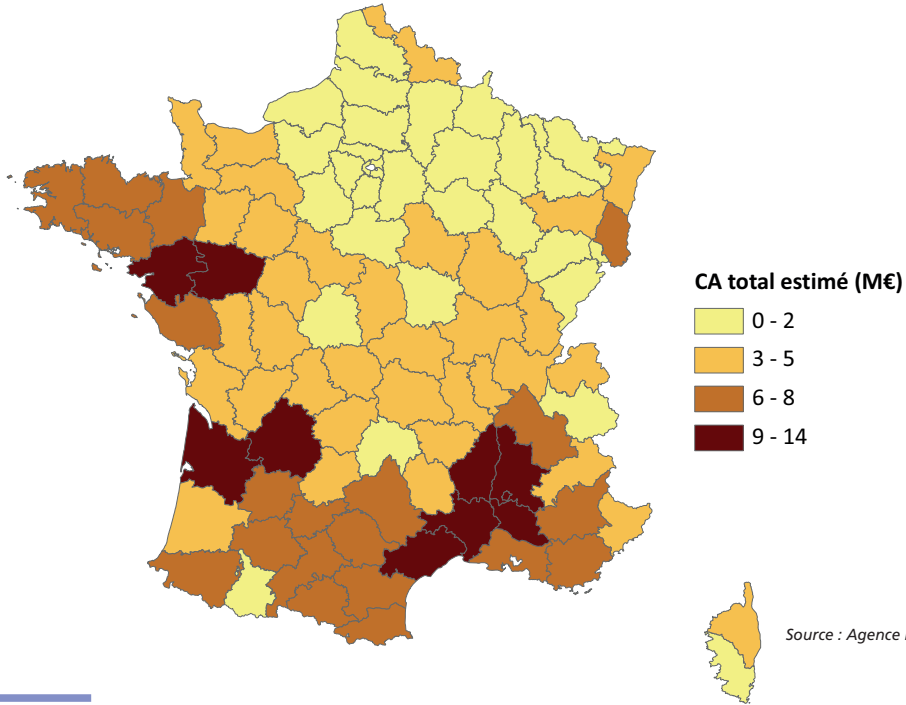 CA total estimé (M€)
0 - 2
3 - 5
6 - 8
9 - 14
Source : Agence